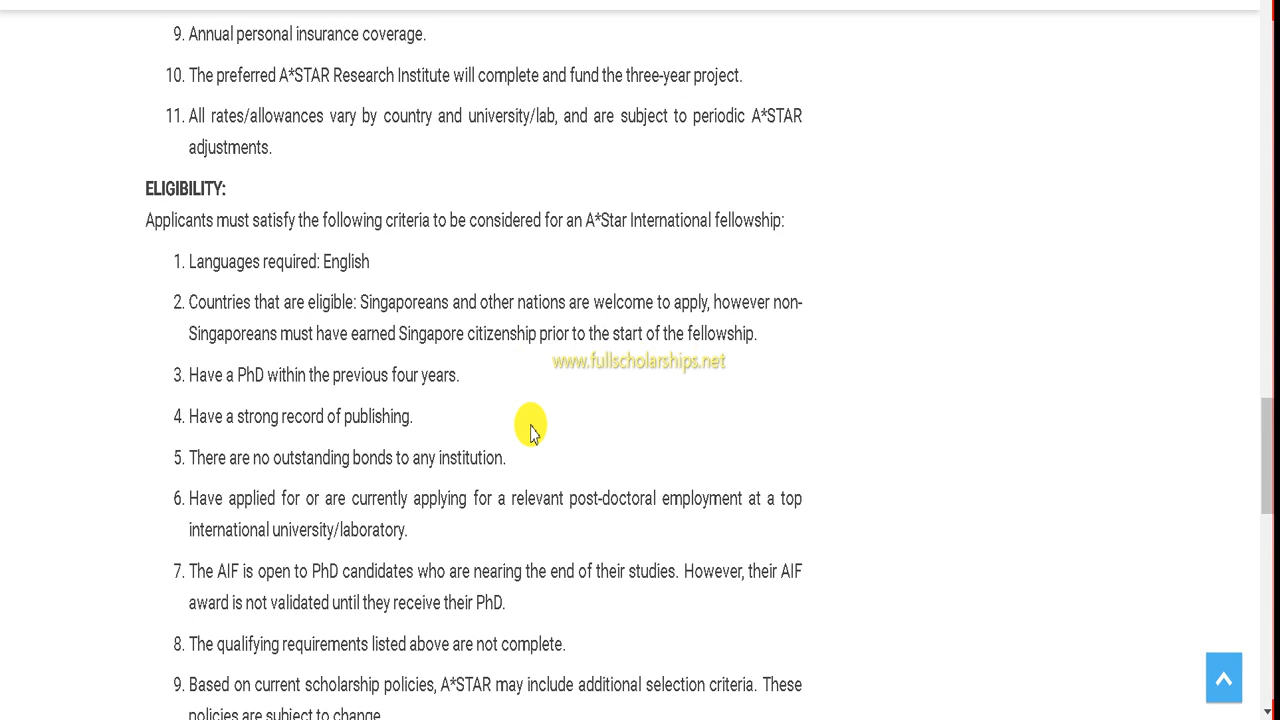 9. Annual personal insurance coverage.
10. The preferred A*STAR Research Institute will complete and fund the three-year project.
11. All rates/allowances vary by country and university/lab, and are subject to periodic A*STAR
adjustments.
ELIGIBILITY:
Applicants must satisfy the following criteria to be considered for an A*Star International fellowship:
1. Languages required: English
2. Countries that are eligible: Singaporeans and other nations are welcome to apply, however non-
Singaporeans must have earned Singapore citizenship prior to the start of the fellowship.
www.fullscholarships.net
3. Have a PhD within the previous four years.
4. Have a strong record of publishing.
5. There are no outstanding bonds to any institution.
6. Have applied for or are currently applying for a relevant post-doctoral employment at a top
international university/laboratory.
7. The AIF is open to PhD candidates who are nearing the end of their studies. However, their AIF
award is not validated until they receive their PhD.
8. The qualifying requirements listed above are not complete.
9. Based on current scholarship policies, A*STAR may include additional selection criteria. These
policies are subject to change